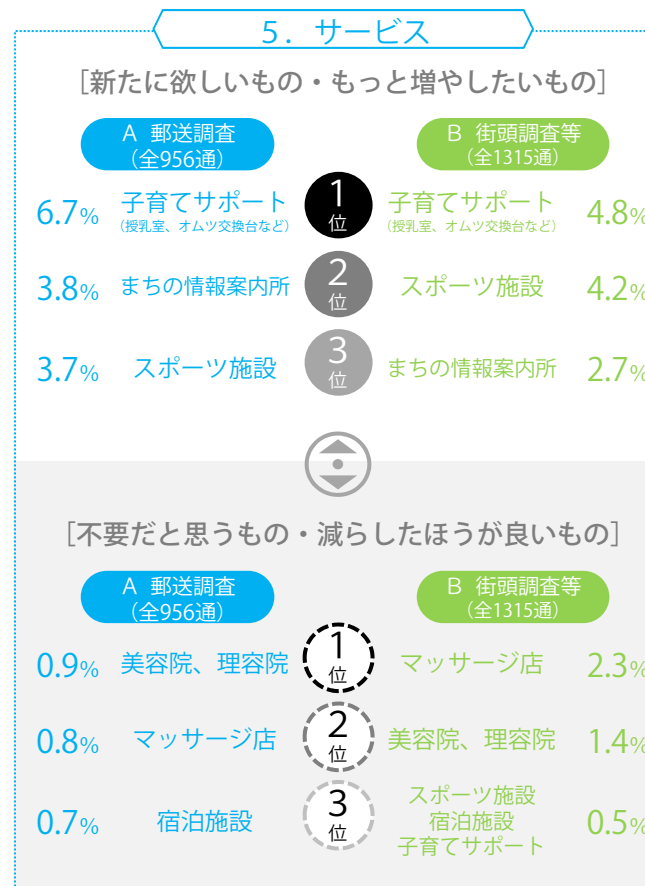 5．サービス
［新たに欲しいもの・もっと増やしたいもの］
A 郵送調査
（全956通）
B 街頭調査等
（全1315通）
6.7%
子育てサポート
（授乳室、オムツ交換台など）
1
位
子育てサポート
（授乳室、オムツ交換台など）
4.8%
3.8%
まちの情報案内所
2
位
スポーツ施設
4.2%
3.7%
スポーツ施設
3
位
まちの情報案内所
2.7%
［不要だと思うもの・減らしたほうが良いもの］
A 郵送調査
（全956通）
B 街頭調査等
（全1315通）
0.9%
美容院、理容院
1
位
マッサージ店
2.3%
0.8%
マッサージ店
2
位
美容院、理容院
1.4%
0.7%
宿泊施設
3
位
スポーツ施設
宿泊施設
子育てサポート
0.5%